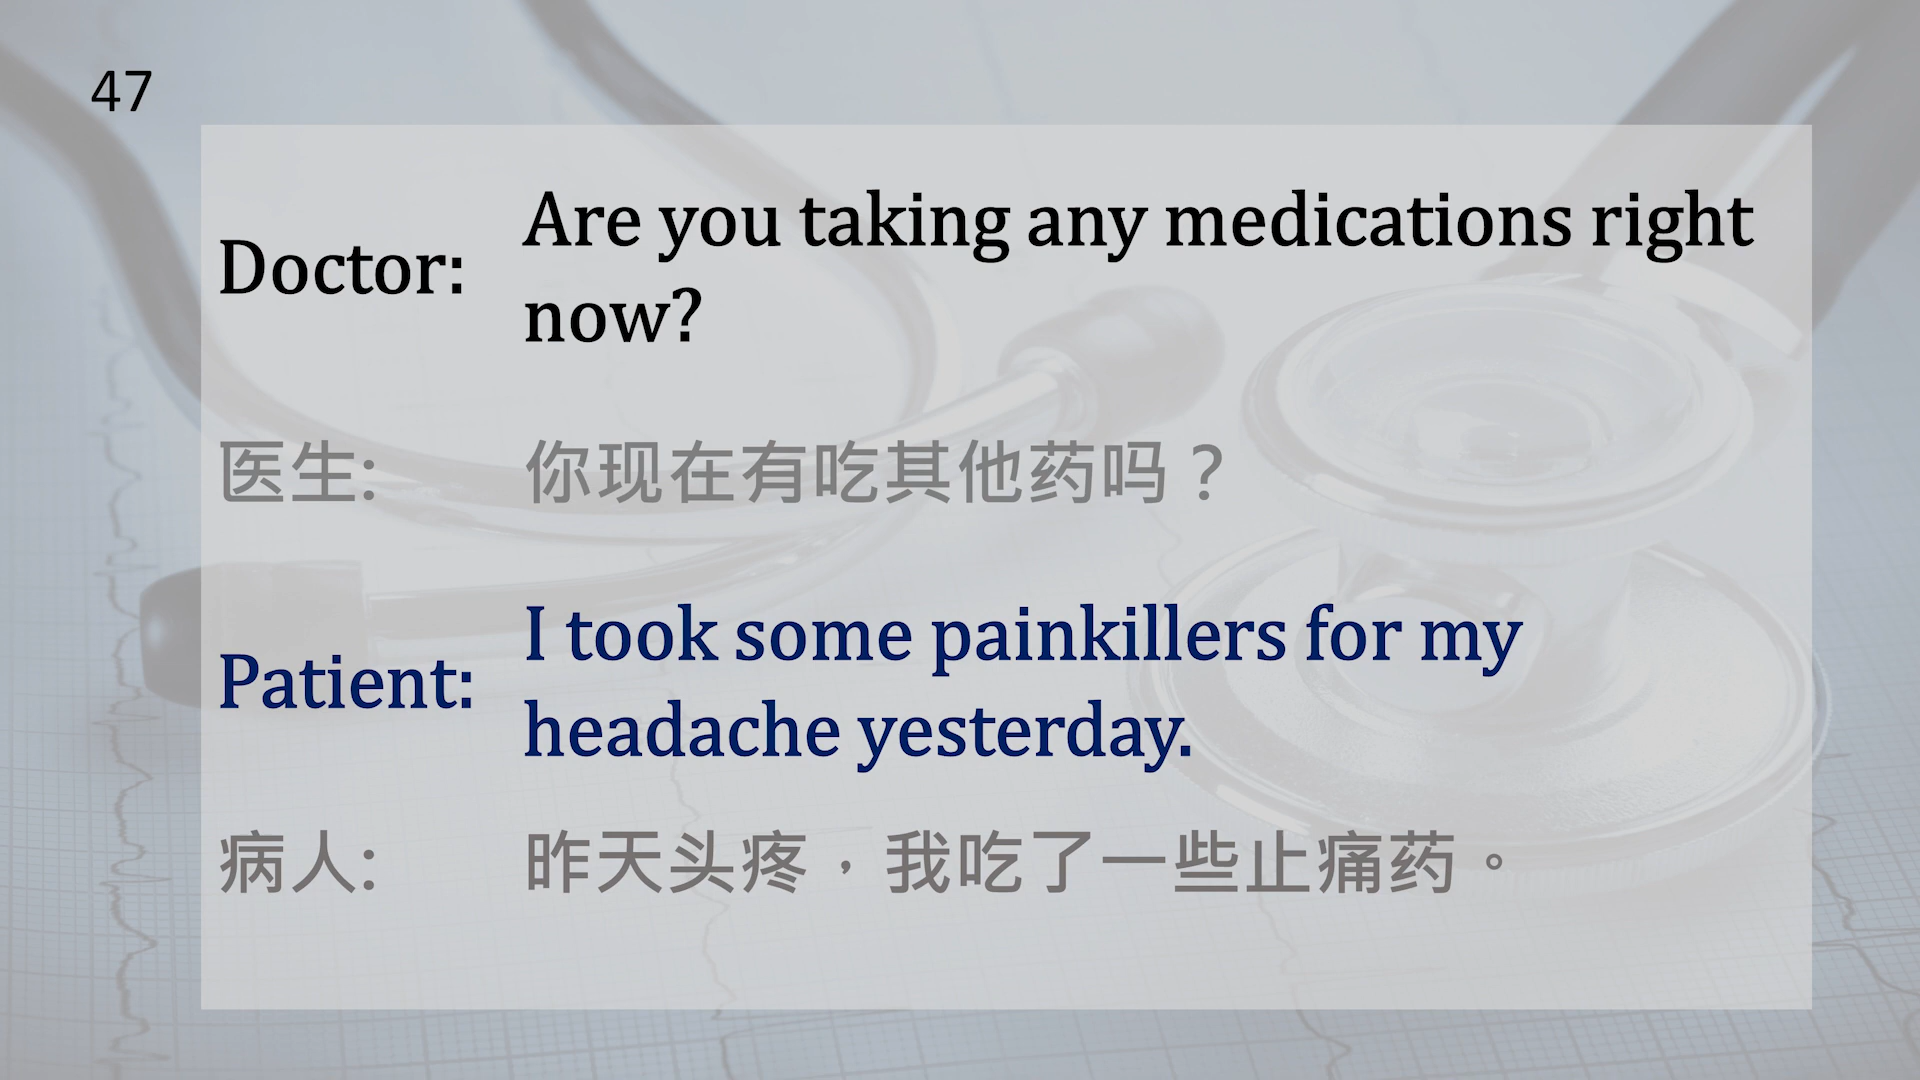 47
Doctor: Are you taking any medications right
now?
医生: 你现在有吃其他药吗？
Patient: I took some painkillers for my
headache yesterday.
病人: 昨天头疼，我吃了一些止痛药。